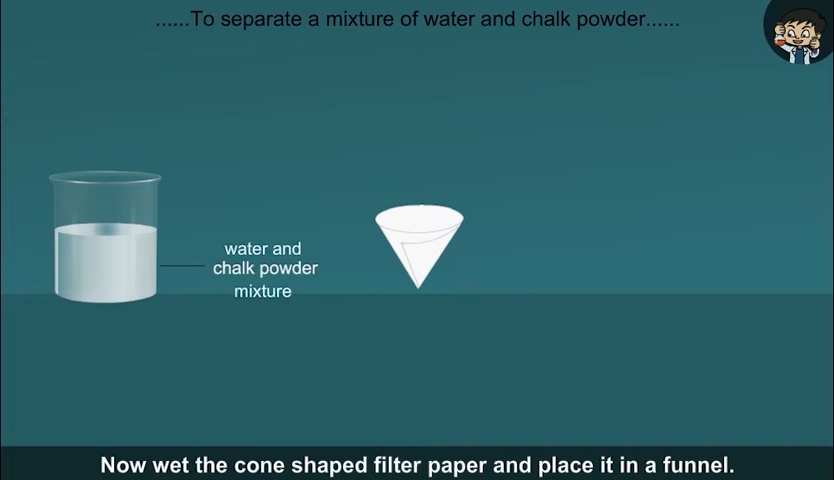 ......To separate a mixture of water and chalk powder......
water and
chalk powder
mixture
Now wet the cone shaped filter paper and place it in a funnel.